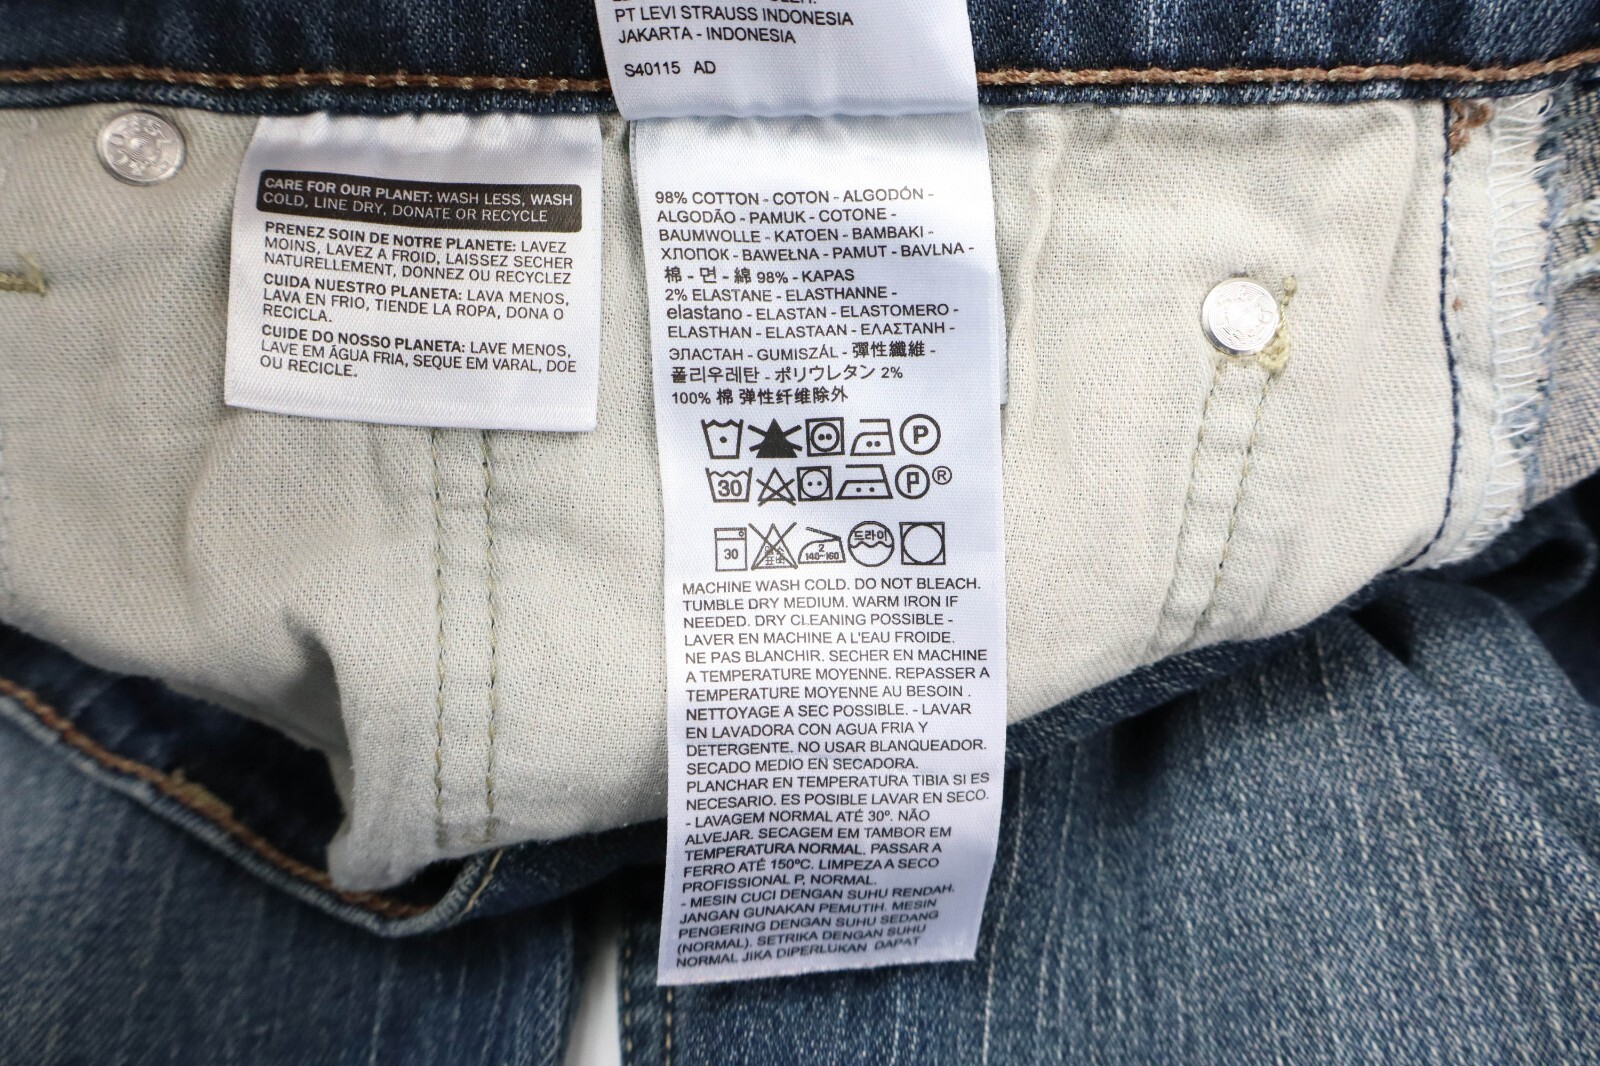 PT LEVI STRAUSS INDONESIA
JAKARTA - INDONESIA
S40115 AD
CARE FOR OUR PLANET: WASH LESS, WASH
COLD, LINE DRY, DONATE OR RECYCLE
PRENEZ SOIN DE NOTRE PLANETE: LAVEZ
MOINS, LAVEZ A FROID, LAISSEZ SECHER
NATURELLEMENT, DONNEZ OU RECYCLEZ
CUIDA NUESTRO PLANETA: LAVA MENOS,
LAVA EN FRIO, TIENDE LA ROPA, DONA O
RECICLA.
CUIDE DO NOSSO PLANETA: LAVE MENOS,
LAVE EM ÁGUA FRIA, SEQUE EM VARAL, DOE
OU RECICLE.
98% COTTON - COTON - ALGODÓN -
ALGODÃO - PAMUK - COTONE -
BAUMWOLLE - KATOEN - BAMBAKI -
ХЛОПОК - BAWEŁNA - PAMUT - BAVLNA -
棉 - 면 - 綿 98% - KAPAS
2% ELASTANE - ELASTHANNE -
elastano - ELASTAN - ELASTOMERO -
ELASTHAN - ELASTAAN - ΕΛΑΣΤΑΝΗ -
ЭЛАСТАН - GUMISZÁL - 彈性纖維 -
폴리우레탄 - ポリウレタン 2%
100% 棉 弹性纤维除外
P
30 P ®
30 2 140~160 드라이
MACHINE WASH COLD. DO NOT BLEACH.
TUMBLE DRY MEDIUM. WARM IRON IF
NEEDED. DRY CLEANING POSSIBLE -
LAVER EN MACHINE A L'EAU FROIDE.
NE PAS BLANCHIR. SECHER EN MACHINE
A TEMPERATURE MOYENNE. REPASSER A
TEMPERATURE MOYENNE AU BESOIN .
NETTOYAGE A SEC POSSIBLE. - LAVAR
EN LAVADORA CON AGUA FRIA Y
DETERGENTE. NO USAR BLANQUEADOR.
SECADO MEDIO EN SECADORA.
PLANCHAR EN TEMPERATURA TIBIA SI ES
NECESARIO. ES POSIBLE LAVAR EN SECO.
- LAVAGEM NORMAL ATÉ 30º. NÃO
ALVEJAR. SECAGEM EM TAMBOR EM
TEMPERATURA NORMAL. PASSAR A
FERRO ATÉ 150ºC. LIMPEZA A SECO
PROFISSIONAL P, NORMAL.
- MESIN CUCI DENGAN SUHU RENDAH.
JANGAN GUNAKAN PEMUTIH. MESIN
PENGERING DENGAN SUHU SEDANG
(NORMAL). SETRIKA DENGAN SUHU
NORMAL JIKA DIPERLUKAN DAPAT